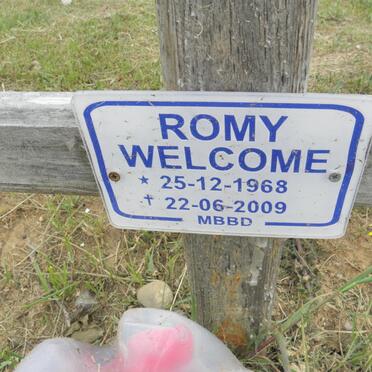 ROMY
WELCOME
* 25-12-1968
✝ 22-06-2009
MBBD